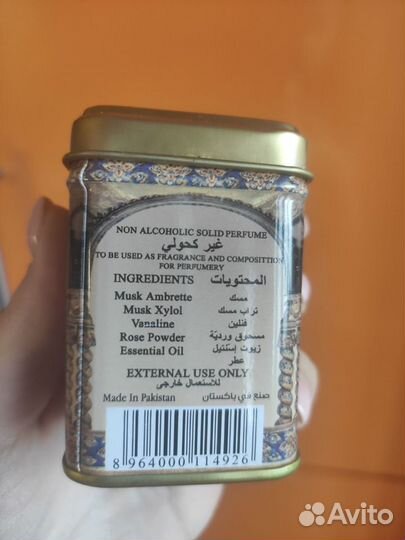 NON ALCOHOLIC SOLID PERFUME
غير كحولي
TO BE USED AS FRAGRANCE AND COMPOSITION
FOR PERFUMERY
INGREDIENTS المحتويات
Musk Ambrette مسك
Musk Xylol تراب مسك
Vanaline فنلين
Rose Powder مسحوق وردية
Essential Oil زيوت إستنيل
عطر
EXTERNAL USE ONLY
للاستعمال خارجى
Made In Pakistan صنع في باكستان
8 964000 114926
Avito